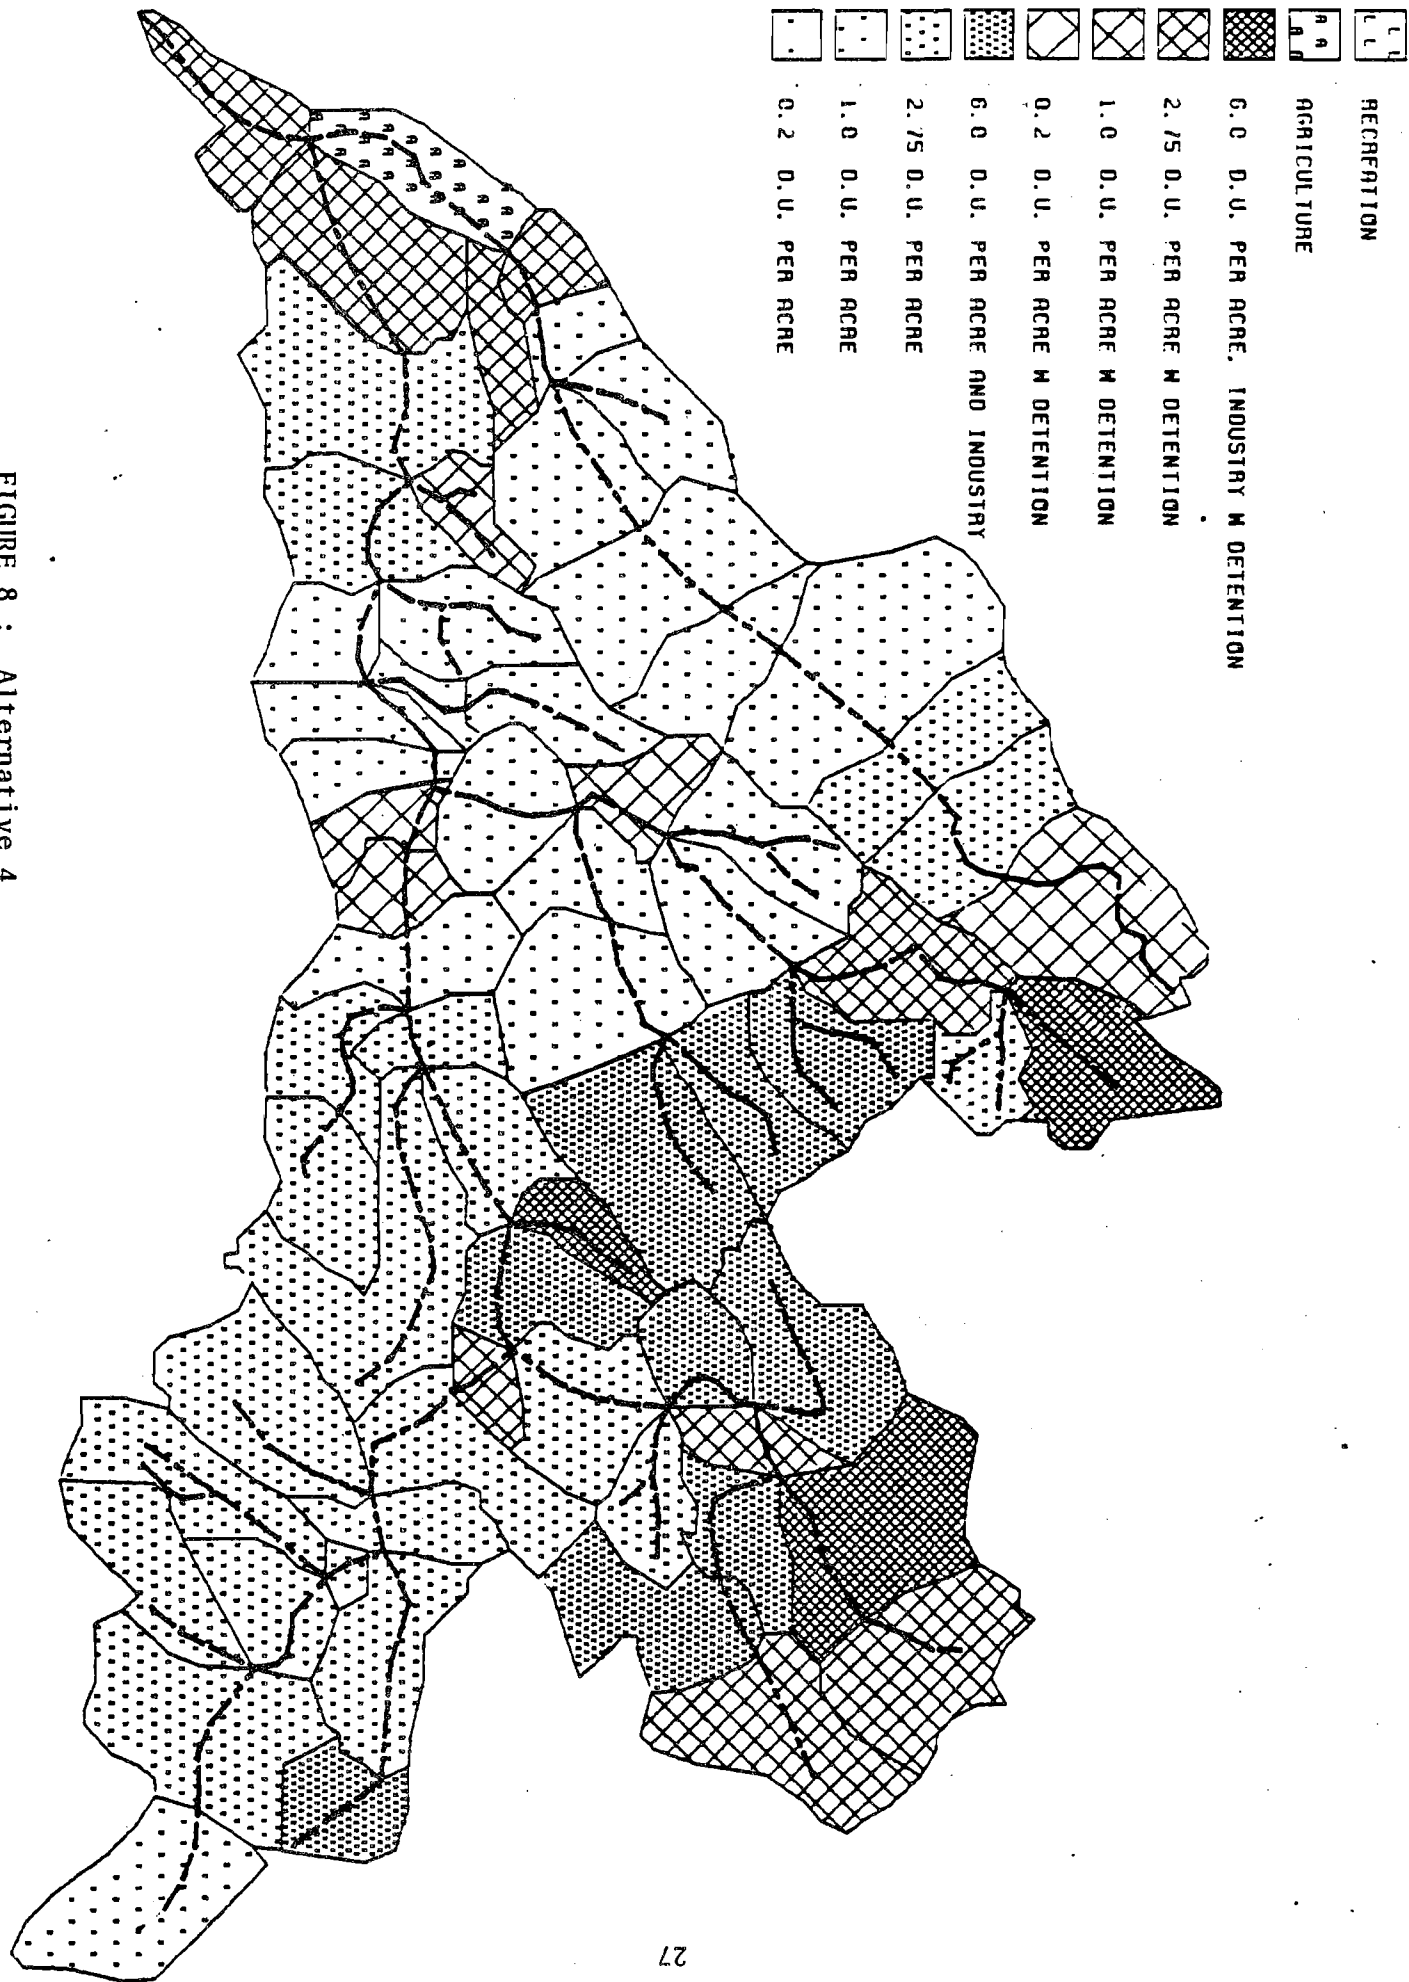 RECREATION
AGRICULTURE
6.0 D.U. PER ACRE, INDUSTRY W DETENTION
2.75 D.U. PER ACRE W DETENTION
1.0 D.U. PER ACRE W DETENTION
0.2 D.U. PER ACRE W DETENTION
6.0 D.U. PER ACRE AND INDUSTRY
2.75 D.U. PER ACRE
1.0 D.U. PER ACRE
0.2 D.U. PER ACRE
FIGURE 8 : Alternative 4
27